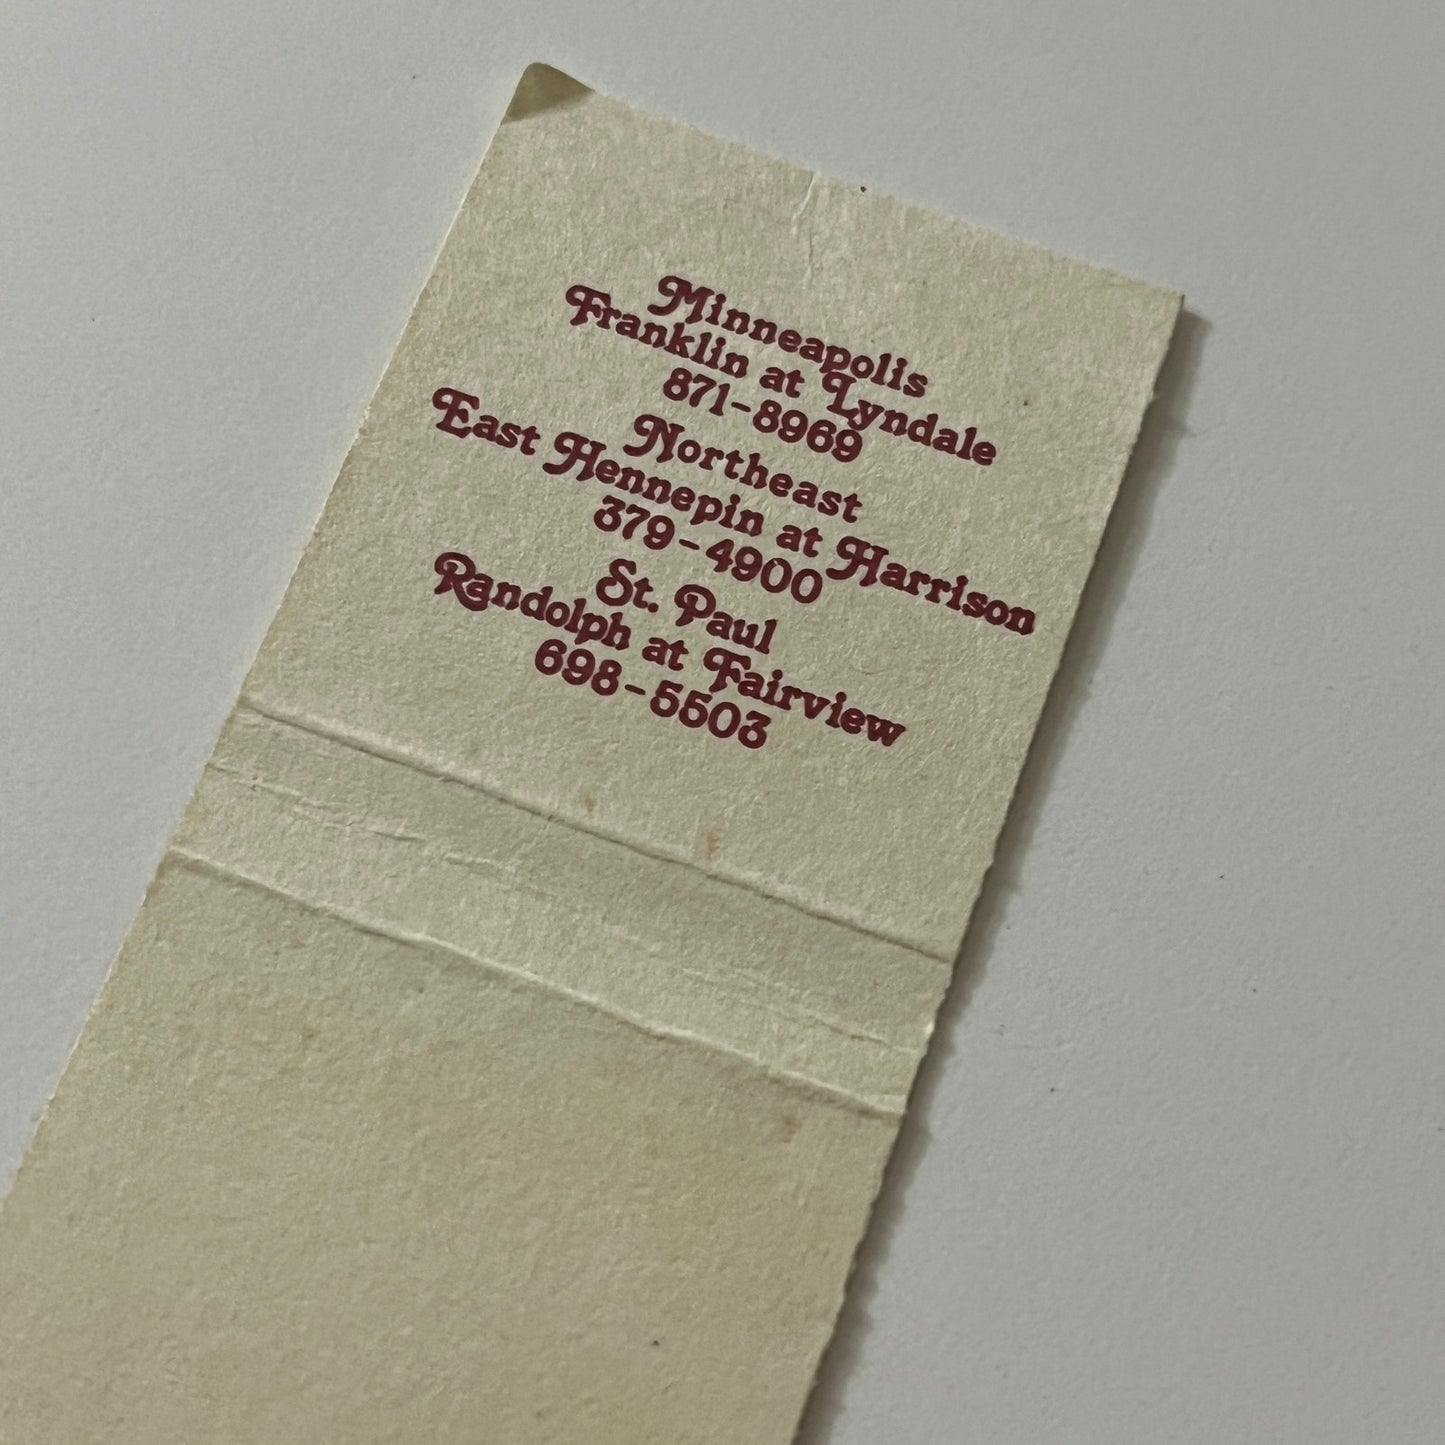 Minneapolis
Franklin at Lyndale
871-8969
Northeast
East Hennepin at Harrison
379-4900
St. Paul
Randolph at Fairview
698-5503